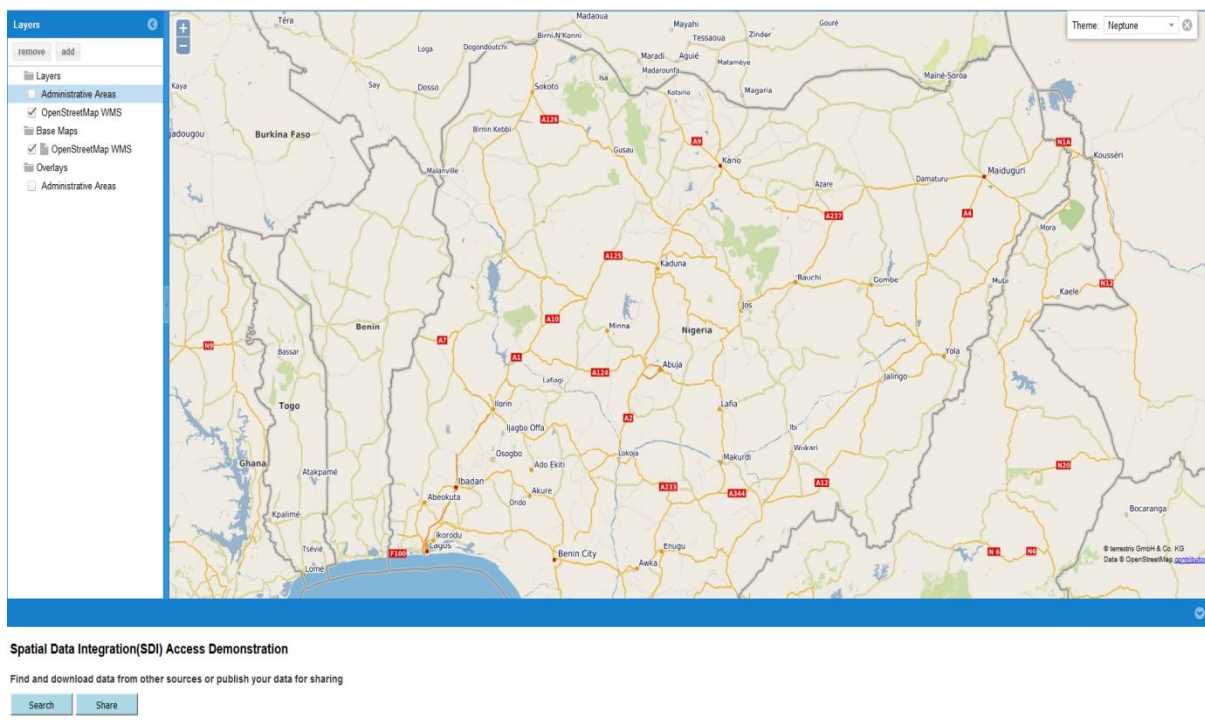 Layers
remove add
Layers
Administrative Areas
OpenStreetMap WMS
Base Maps
OpenStreetMap WMS
Overlays
Administrative Areas
Theme: Neptune
Téra
Madaoua
Mayahi
Gouré
Birni-N'Konni
Tessaoua
Zinder
Loga
Dogondoutchi
Maradi
Aguié
Matamèye
Madarounfa
Isa
Maïné-Soroa
Kaya
Say
Dosso
Sokoto
Katsina
Magaria
A126
Burkina Faso
Birnin Kebbi
Gusau
A9
N1A
Kousséri
Kano
Malanville
Azare
Damaturu
Maiduguri
A237
A4
Mora
A125
Kaduna
Bauchi
Gombe
Mubi
Kaele
N12
Jos
Benin
A10
Minna
Nigeria
N9
A7
Bassar
A1
A124
Abuja
Yola
Lafiagi
Jalingo
Togo
Ilorin
Lafia
A2
Ijagbo Offa
Ibi
Ghana
Osogbo
Lokoja
Wukari
Ado Ekiti
Makurdi
Atakpamé
N20
Ibadan
A233
A344
A12
Abeokuta
Akure
Ondo
Kpalimé
Bocaranga
Ikorodu
Tsévié
F100
Lagos
Benin City
Enugu
N 6
N6
Awka
Lomé
© terrestris GmbH & Co. KG
Data © OpenStreetMap contributors
Spatial Data Integration(SDI) Access Demonstration
Find and download data from other sources or publish your data for sharing
Search Share